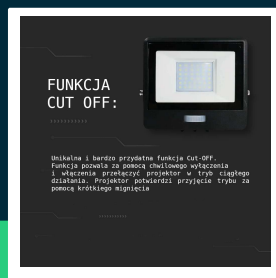 FUNKCJA
CUT OFF:
Unikalna i bardzo przydatna funkcja Cut-OFF.
Funkcja pozwala za pomocą chwilowego wyłączenia
i włączenia przełączyć projektor w tryb ciągłego
działania. Projektor potwierdzi przyjęcie trybu za
pomocą krótkiego mignięcia